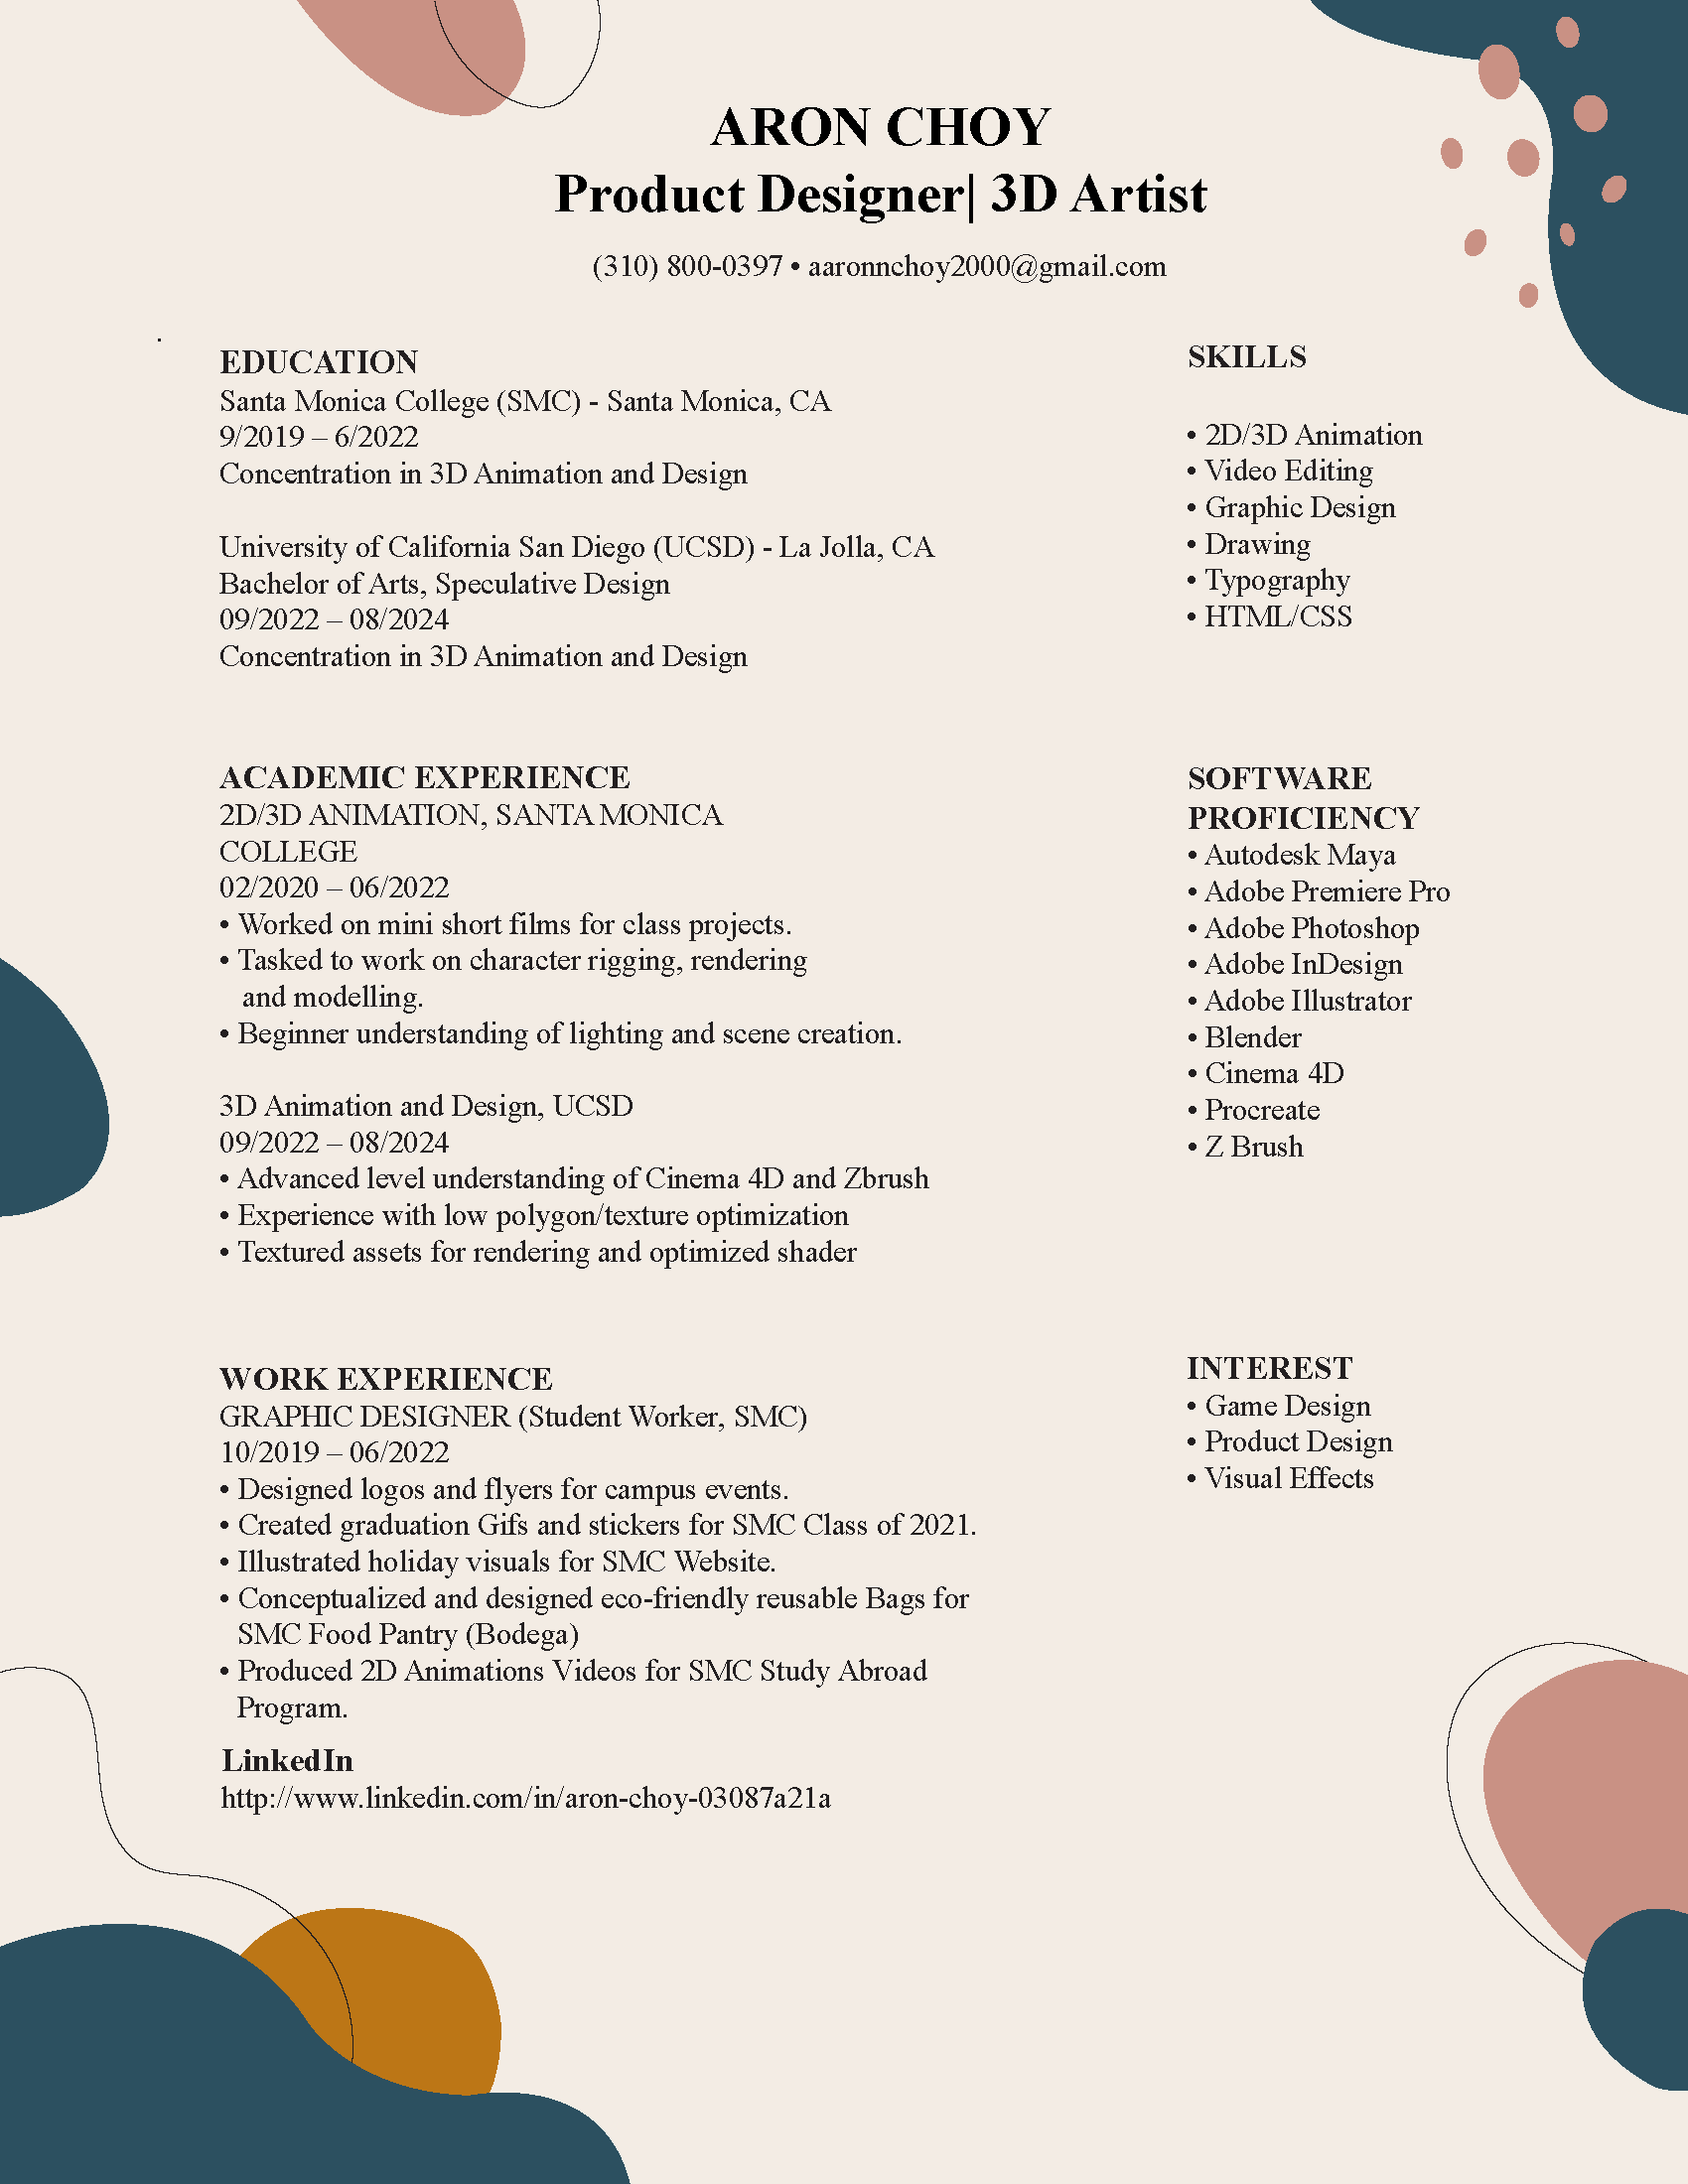 ARON CHOY
Product Designer| 3D Artist
(310) 800-0397 • aaronnchoy2000@gmail.com
EDUCATION
Santa Monica College (SMC) - Santa Monica, CA
9/2019 – 6/2022
Concentration in 3D Animation and Design
University of California San Diego (UCSD) - La Jolla, CA
Bachelor of Arts, Speculative Design
09/2022 – 08/2024
Concentration in 3D Animation and Design
ACADEMIC EXPERIENCE
2D/3D ANIMATION, SANTA MONICA
COLLEGE
02/2020 – 06/2022
• Worked on mini short films for class projects.
• Tasked to work on character rigging, rendering
and modelling.
• Beginner understanding of lighting and scene creation.
3D Animation and Design, UCSD
09/2022 – 08/2024
• Advanced level understanding of Cinema 4D and Zbrush
• Experience with low polygon/texture optimization
• Textured assets for rendering and optimized shader
WORK EXPERIENCE
GRAPHIC DESIGNER (Student Worker, SMC)
10/2019 – 06/2022
• Designed logos and flyers for campus events.
• Created graduation Gifs and stickers for SMC Class of 2021.
• Illustrated holiday visuals for SMC Website.
• Conceptualized and designed eco-friendly reusable Bags for
SMC Food Pantry (Bodega)
• Produced 2D Animations Videos for SMC Study Abroad
Program.
LinkedIn
http://www.linkedin.com/in/aron-choy-03087a21a
SKILLS
• 2D/3D Animation
• Video Editing
• Graphic Design
• Drawing
• Typography
• HTML/CSS
SOFTWARE
PROFICIENCY
• Autodesk Maya
• Adobe Premiere Pro
• Adobe Photoshop
• Adobe InDesign
• Adobe Illustrator
• Blender
• Cinema 4D
• Procreate
• Z Brush
INTEREST
• Game Design
• Product Design
• Visual Effects